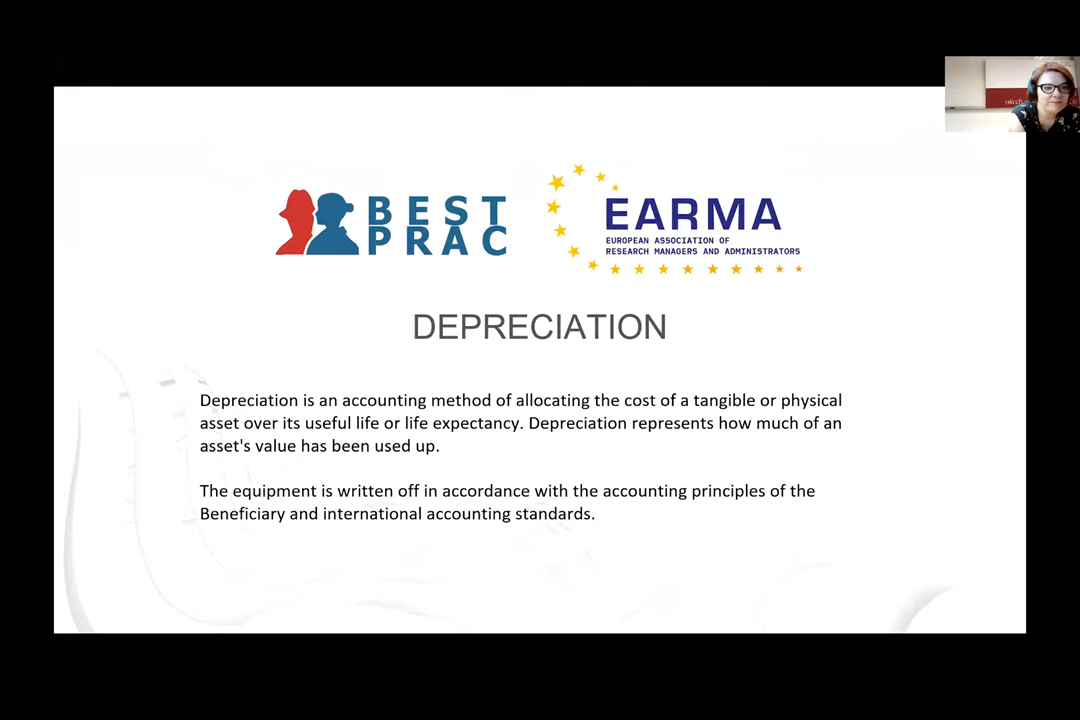 BEST
PRAC
EARMA
EUROPEAN ASSOCIATION OF
RESEARCH MANAGERS AND ADMINISTRATORS
DEPRECIATION
Depreciation is an accounting method of allocating the cost of a tangible or physical
asset over its useful life or life expectancy. Depreciation represents how much of an
asset's value has been used up.
The equipment is written off in accordance with the accounting principles of the
Beneficiary and international accounting standards.